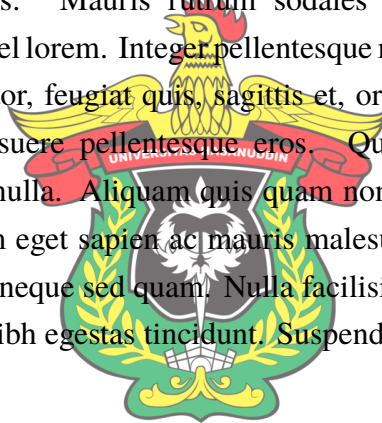 s. Mauris rutrum sodales
el lorem. Integer pellentesque
or, feugiat quis, sagittis et, or
suere pellentesque eros. Qu
UNIVERSITAS HASANUDDIN
nulla. Aliquam quis quam non
n eget sapien ac mauris malesu
neque sed quam. Nulla facilisi
ibh egestas tincidunt. Suspend